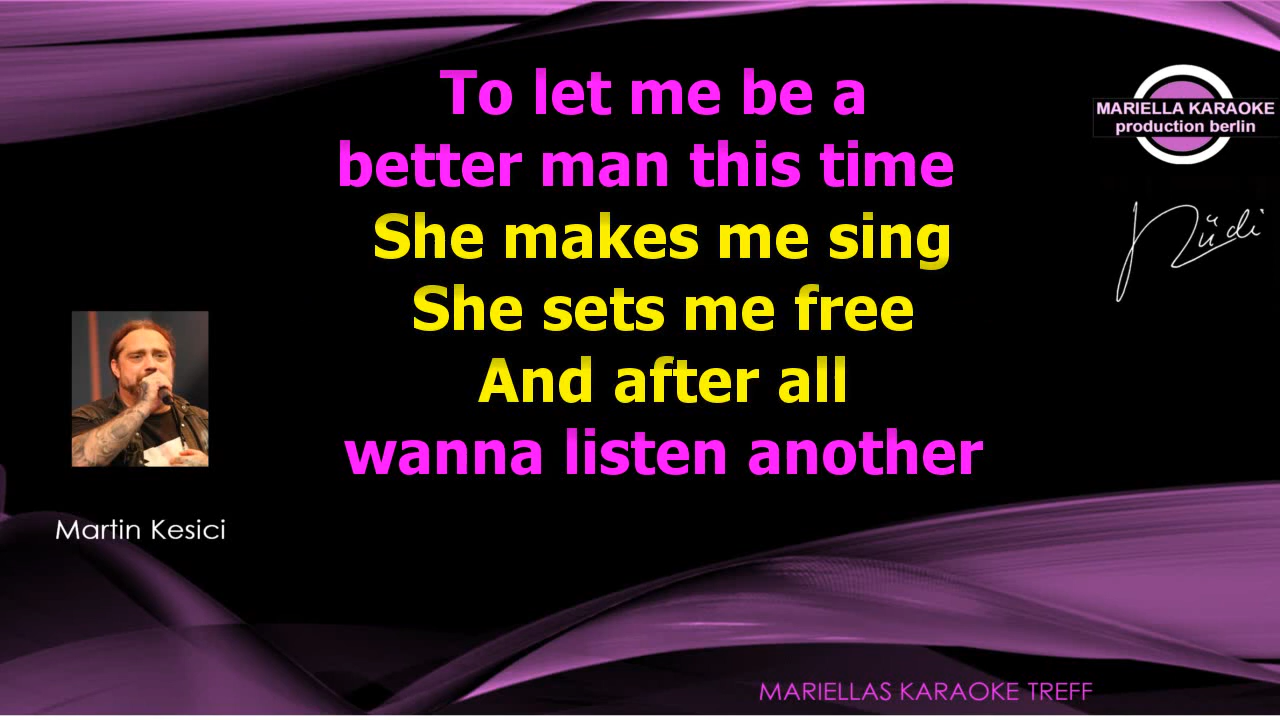 To let me be a
better man this time
She makes me sing
She sets me free
And after all
wanna listen another
MARIELLA KARAOKE
production berlin
Rüdi
Martin Kesici
MARIELLAS KARAOKE TREFF